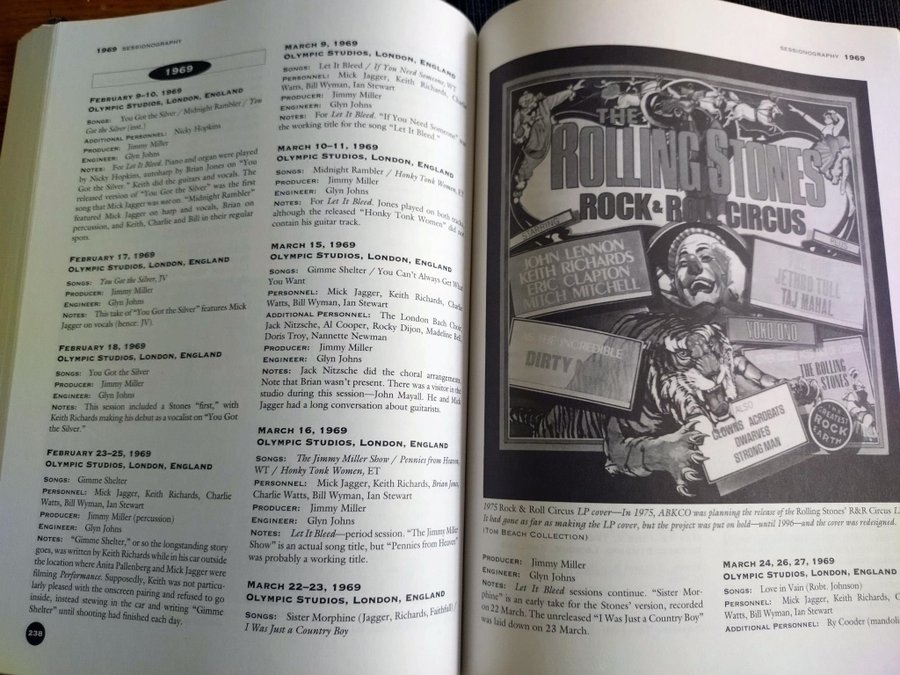 1969 SESSIONOGRAPHY
1969
FEBRUARY 9–10, 1969
OLYMPIC STUDIOS, LONDON, ENGLAND
SONGS: You Got the Silver / Midnight Rambler / You
Got the Silver (inst.)
ADDITIONAL PERSONNEL: Nicky Hopkins
PRODUCER: Jimmy Miller
ENGINEER: Glyn Johns
NOTES: For Let It Bleed. Piano and organ were played
by Nicky Hopkins, autoharp by Brian Jones on "You
Got the Silver." Keith did the guitars and vocals. The
released version of "You Got the Silver" was the first
song that Mick Jagger was not on. "Midnight Rambler"
featured Mick Jagger on harp and vocals, Brian on
percussion, and Keith, Charlie and Bill in their regular
spots.
FEBRUARY 17, 1969
OLYMPIC STUDIOS, LONDON, ENGLAND
SONGS: You Got the Silver, JV
PRODUCER: Jimmy Miller
ENGINEER: Glyn Johns
NOTES: This take of "You Got the Silver" features Mick
Jagger on vocals (hence: JV).
FEBRUARY 18, 1969
OLYMPIC STUDIOS, LONDON, ENGLAND
SONGS: You Got the Silver
PRODUCER: Jimmy Miller
ENGINEER: Glyn Johns
NOTES: This session included a Stones "first," with
Keith Richards making his debut as a vocalist on "You Got
the Silver."
FEBRUARY 23–25, 1969
OLYMPIC STUDIOS, LONDON, ENGLAND
SONGS: Gimme Shelter
PERSONNEL: Mick Jagger, Keith Richards, Charlie
Watts, Bill Wyman, Ian Stewart
PRODUCER: Jimmy Miller (percussion)
ENGINEER: Glyn Johns
NOTES: "Gimme Shelter," or so the longstanding story
goes, was written by Keith Richards while in his car outside
the location where Anita Pallenberg and Mick Jagger were
filming Performance. Supposedly, Keith was not particu-
larly pleased with the onscreen pairing and refused to go
inside, instead stewing in the car and writing "Gimme
Shelter" until shooting had finished each day.
238
MARCH 9, 1969
OLYMPIC STUDIOS, LONDON, ENGLAND
SONGS: Let It Bleed / If You Need Someone, WT
PERSONNEL: Mick Jagger, Keith Richards, Charlie
Watts, Bill Wyman, Ian Stewart
PRODUCER: Jimmy Miller
ENGINEER: Glyn Johns
NOTES: For Let It Bleed. "If You Need Someone"
the working title for the song "Let It Bleed"
MARCH 10–11, 1969
OLYMPIC STUDIOS, LONDON, ENGLAND
SONGS: Midnight Rambler / Honky Tonk Women, ET
PRODUCER: Jimmy Miller
ENGINEER: Glyn Johns
NOTES: For Let It Bleed. Jones played on both tracks,
although the released "Honky Tonk Women" did not
contain his guitar track.
MARCH 15, 1969
OLYMPIC STUDIOS, LONDON, ENGLAND
SONGS: Gimme Shelter / You Can't Always Get What
You Want
PERSONNEL: Mick Jagger, Keith Richards, Charlie
Watts, Bill Wyman, Ian Stewart
ADDITIONAL PERSONNEL: The London Bach Choir,
Jack Nitzsche, Al Cooper, Rocky Dijon, Madeline Bell,
Doris Troy, Nannette Newman
PRODUCER: Jimmy Miller
ENGINEER: Glyn Johns
NOTES: Jack Nitzsche did the choral arrangements.
Note that Brian wasn't present. There was a visitor in the
studio during this session—John Mayall. He and Mick
Jagger had a long conversation about guitarists.
MARCH 16, 1969
OLYMPIC STUDIOS, LONDON, ENGLAND
SONGS: The Jimmy Miller Show / Pennies from Heaven,
WT / Honky Tonk Women, ET
PERSONNEL: Mick Jagger, Keith Richards, Brian Jones,
Charlie Watts, Bill Wyman, Ian Stewart
PRODUCER: Jimmy Miller
ENGINEER: Glyn Johns
NOTES: Let It Bleed—period session. "The Jimmy Miller
Show" is an actual song title, but "Pennies from Heaven"
was probably a working title.
MARCH 22–23, 1969
OLYMPIC STUDIOS, LONDON, ENGLAND
SONGS: Sister Morphine (Jagger, Richards, Faithfull) /
I Was Just a Country Boy
SESSIONOGRAPHY 1969
THE
ROLLING STONES
ROCK & ROLL CIRCUS
STARRING
PLUS
JOHN LENNON
KEITH RICHARDS
ERIC CLAPTON
MITCH MITCHELL
JETHRO TULL
TAJ MAHAL
YOKO ONO
THE INCREDIBLE
DIRTY
THE ROLLING
STONES
GREATEST
ROCK
PARTY
ALSO
CLOWNS ACROBATS
DWARVES
STRONG MAN
1975 Rock & Roll Circus LP cover—In 1975, ABKCO was planning the release of the Rolling Stones' R&R Circus L
It had gone as far as making the LP cover, but the project was put on hold—until 1996—and the cover was redesigned.
(TOM BEACH COLLECTION)
PRODUCER: Jimmy Miller
ENGINEER: Glyn Johns
NOTES: Let It Bleed sessions continue. "Sister Mor-
phine" is an early take for the Stones' version, recorded
on 22 March. The unreleased "I Was Just a Country Boy"
was laid down on 23 March.
MARCH 24, 26, 27, 1969
OLYMPIC STUDIOS, LONDON, ENGLAND
SONGS: Love in Vain (Robt. Johnson)
PERSONNEL: Mick Jagger, Keith Richards, C
Watts, Bill Wyman, Ian Stewart
ADDITIONAL PERSONNEL: Ry Cooder (mandoli